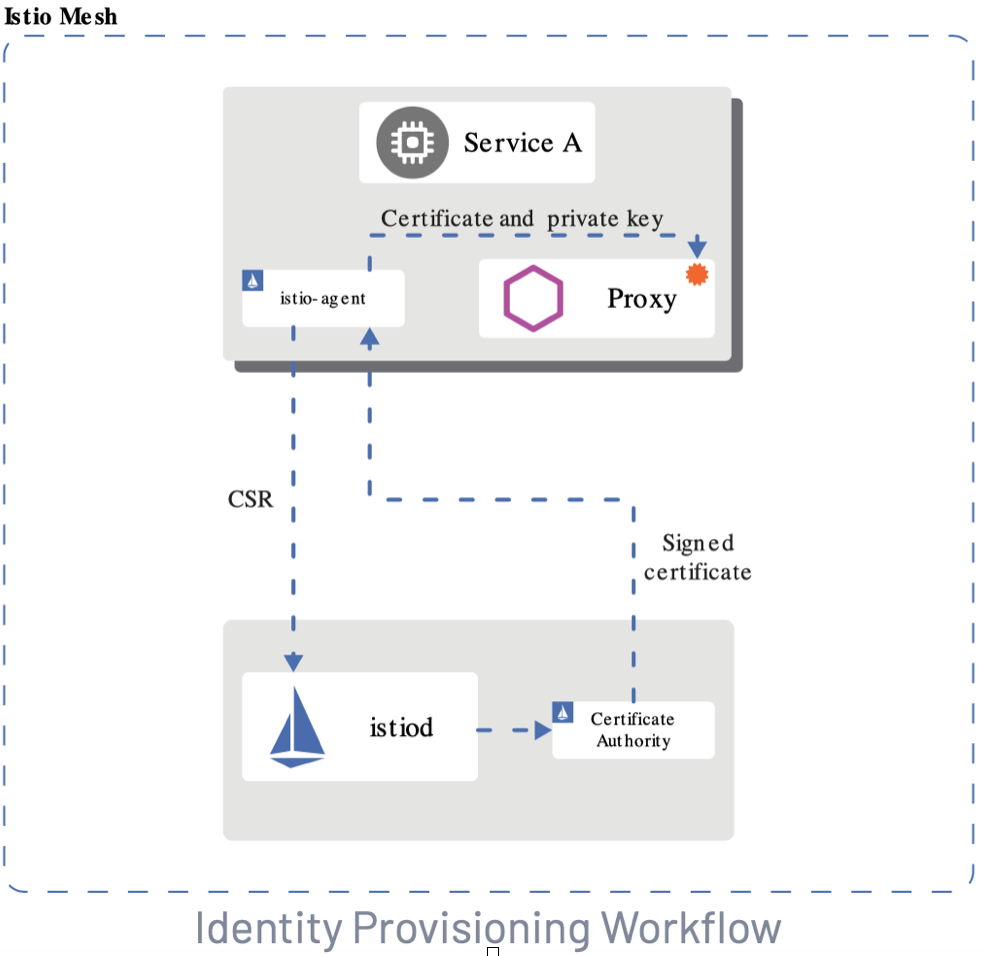 Istio Mesh
Service A
Certificate and private key
istio-agent
Proxy
CSR
Signed
certificate
istiod
Certificate
Authority
Identity Provisioning Workflow